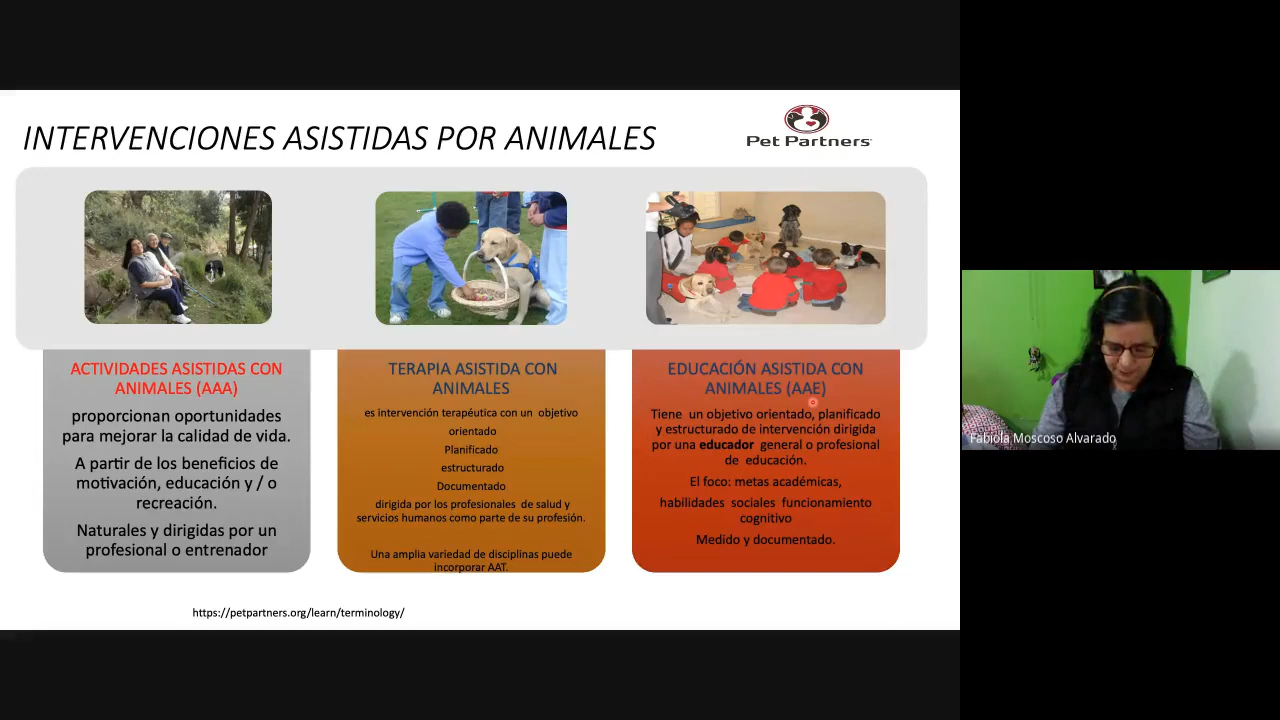 INTERVENCIONES ASISTIDAS POR ANIMALES
Pet Partners
ACTIVIDADES ASISTIDAS CON
ANIMALES (AAA)
proporcionan oportunidades
para mejorar la calidad de vida.
A partir de los beneficios de
motivación, educación y / o
recreación.
Naturales y dirigidas por un
profesional o entrenador
TERAPIA ASISTIDA CON
ANIMALES
es intervención terapéutica con un objetivo
orientado
Planificado
estructurado
Documentado
dirigida por los profesionales de salud y
servicios humanos como parte de su profesión.
Una amplia variedad de disciplinas puede
incorporar AAT.
EDUCACIÓN ASISTIDA CON
ANIMALES (AAE)
Tiene un objetivo orientado, planificado
y estructurado de intervención dirigida
por una educador general o profesional
de educación.
El foco: metas académicas,
habilidades sociales funcionamiento
cognitivo
Medido y documentado.
https://petpartners.org/learn/terminology/
Fabiola Moscoso Alvarado